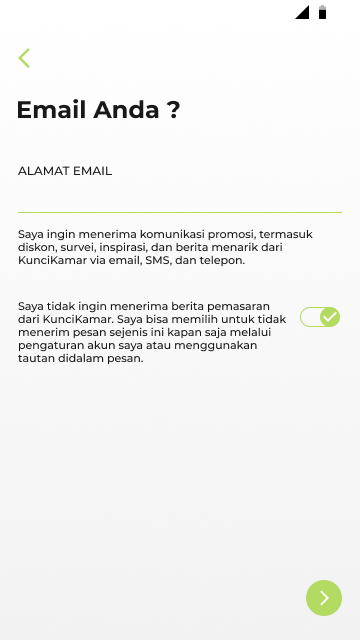 Email Anda ?
ALAMAT EMAIL
Saya ingin menerima komunikasi promosi, termasuk
diskon, survei, inspirasi, dan berita menarik dari
KunciKamar via email, SMS, dan telepon.
Saya tidak ingin menerima berita pemasaran
dari KunciKamar. Saya bisa memilih untuk tidak
menerim pesan sejenis ini kapan saja melalui
pengaturan akun saya atau menggunakan
tautan didalam pesan.